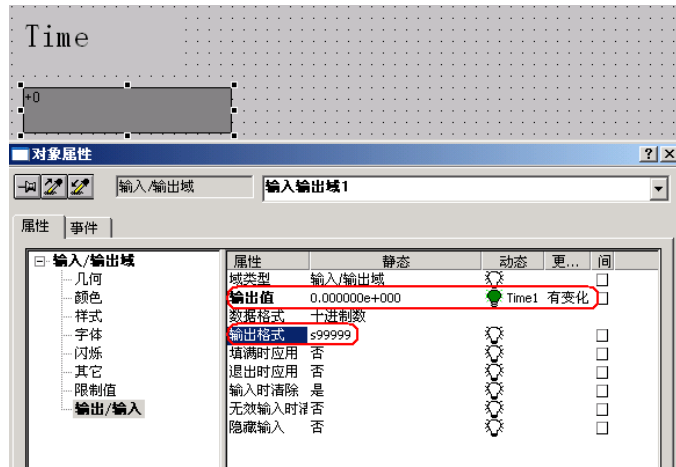 Time
+0
对象属性
输入/输出域 输入输出域1
属性 事件
输入/输出域
几何
颜色
样式
字体
闪烁
其它
限制值
输出/输入
属性 静态 动态 更... 间
域类型 输入/输出域
输出值 0.000000e+000 Time1 有变化
数据格式 十进制数
输出格式 s99999
填满时应用 否
退出时应用 否
输入时清除 是
无效输入时清 否
隐藏输入 否